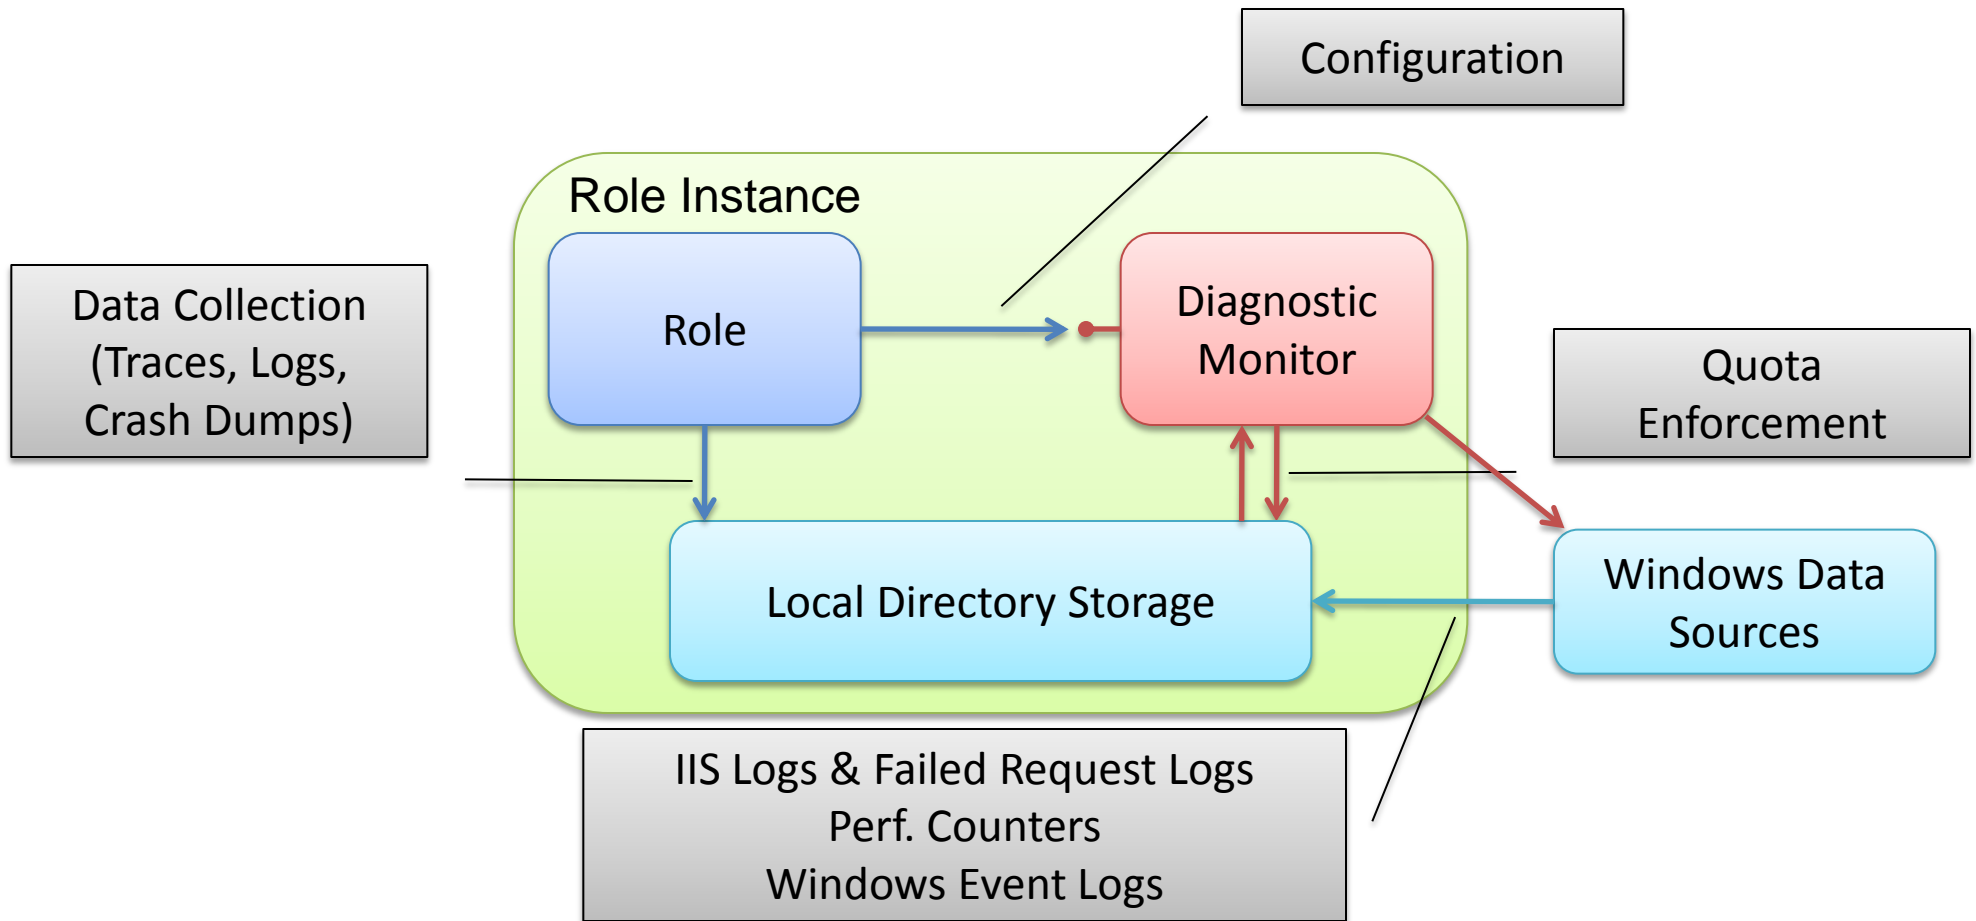 Configuration
Role Instance
Data Collection
(Traces, Logs,
Crash Dumps)
Role
Diagnostic
Monitor
Quota
Enforcement
Local Directory Storage
Windows Data
Sources
IIS Logs & Failed Request Logs
Perf. Counters
Windows Event Logs